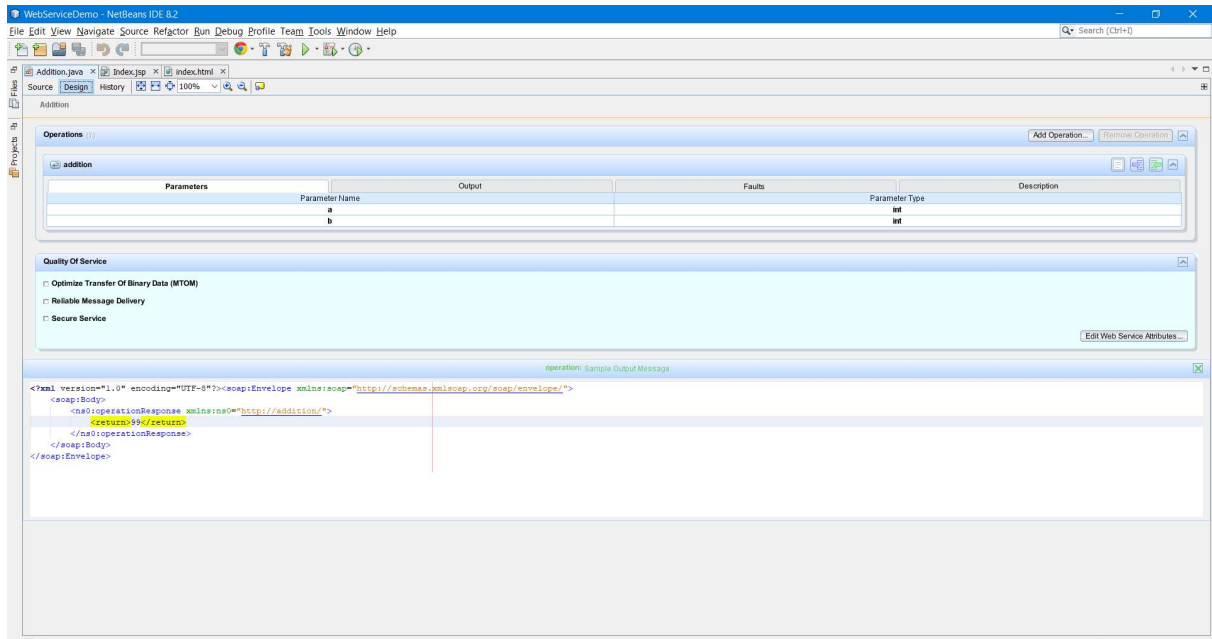 WebServiceDemo - NetBeans IDE 8.2
File Edit View Navigate Source Refactor Run Debug Profile Team Tools Window Help
Search (Ctrl+I)
Addition.java Index.jsp index.html
Source Design History 100%
Files
Projects
Addition
Operations (1) Add Operation... Remove Operation
addition
Parameters Output Faults Description
Parameter Name Parameter Type
a int
b int
Quality Of Service
Optimize Transfer Of Binary Data (MTOM)
Reliable Message Delivery
Secure Service
Edit Web Service Attributes...
operation: Sample Output Message
<?xml version="1.0" encoding="UTF-8"?><soap:Envelope xmlns:soap="http://schemas.xmlsoap.org/soap/envelope/">
<soap:Body>
<ns0:operationResponse xmlns:ns0="http://addition/">
<return>99</return>
</ns0:operationResponse>
</soap:Body>
</soap:Envelope>